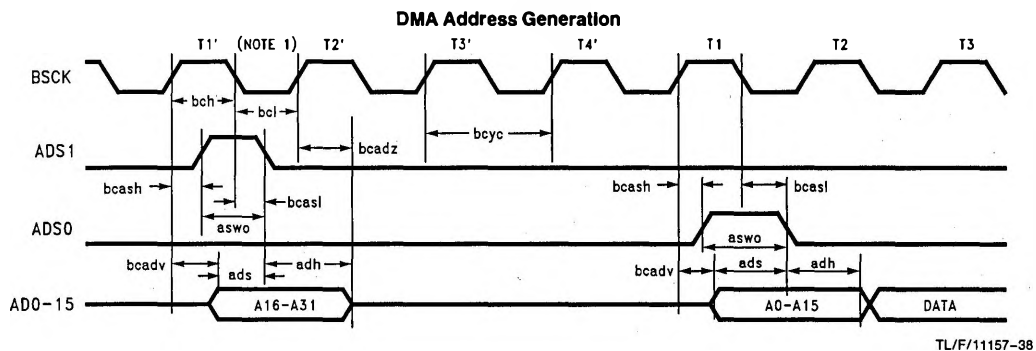 DMA Address Generation
T1' (NOTE 1) T2' T3' T4' T1 T2 T3
BSCK
bch bcl bcyc
ADS1
bcadz
bcash bcasl bcash bcasl
aswo
ADS0
aswo
bcadv ads adh bcadv ads adh
AD0-15 A16-A31 A0-A15 DATA
TL/F/11157-38